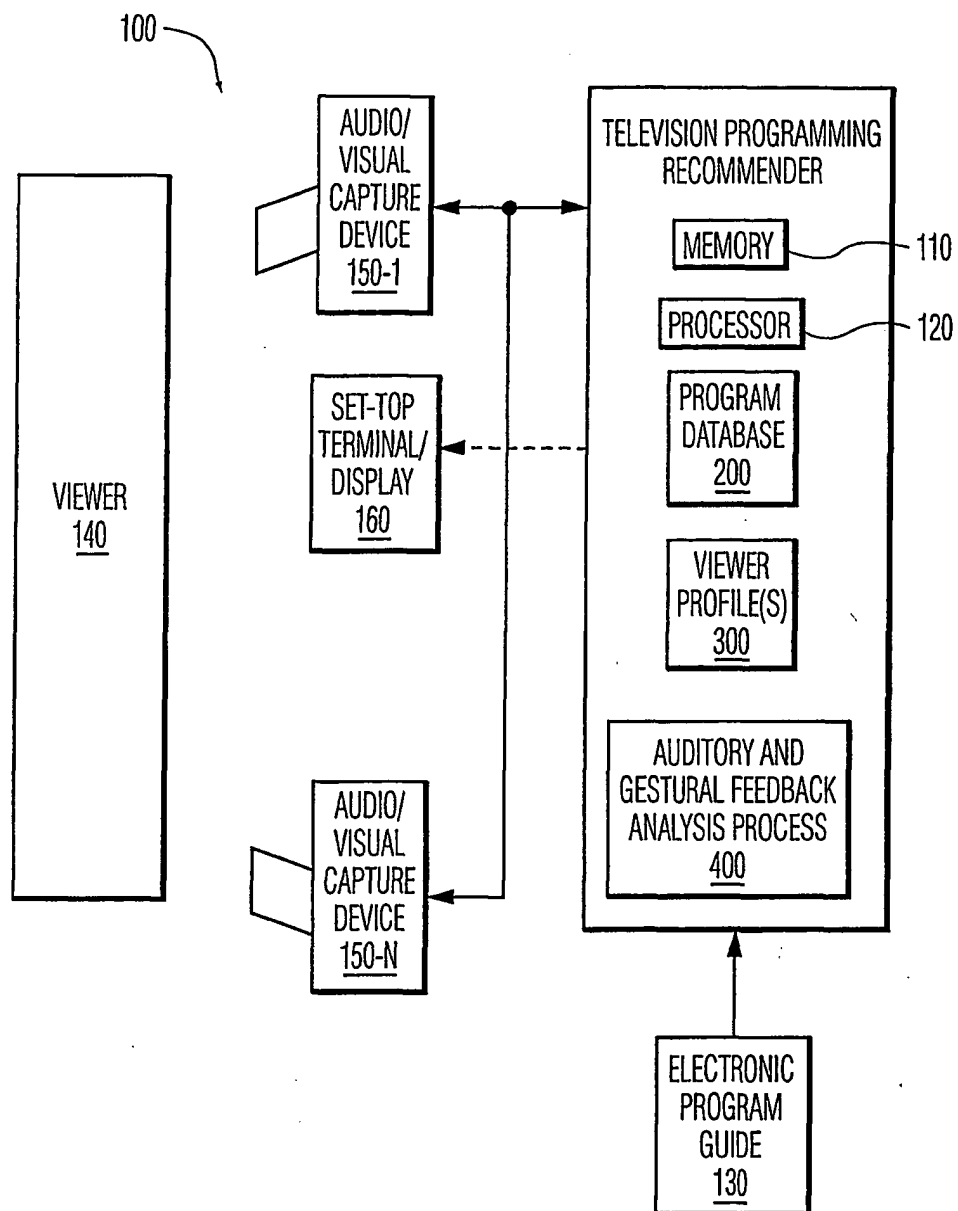 100
AUDIO/
VISUAL
CAPTURE
DEVICE
150-1
TELEVISION PROGRAMMING
RECOMMENDER
MEMORY
110
PROCESSOR
120
SET-TOP
TERMINAL/
DISPLAY
160
PROGRAM
DATABASE
200
VIEWER
140
VIEWER
PROFILE(S)
300
AUDIO/
VISUAL
CAPTURE
DEVICE
150-N
AUDITORY AND
GESTURAL FEEDBACK
ANALYSIS PROCESS
400
ELECTRONIC
PROGRAM
GUIDE
130